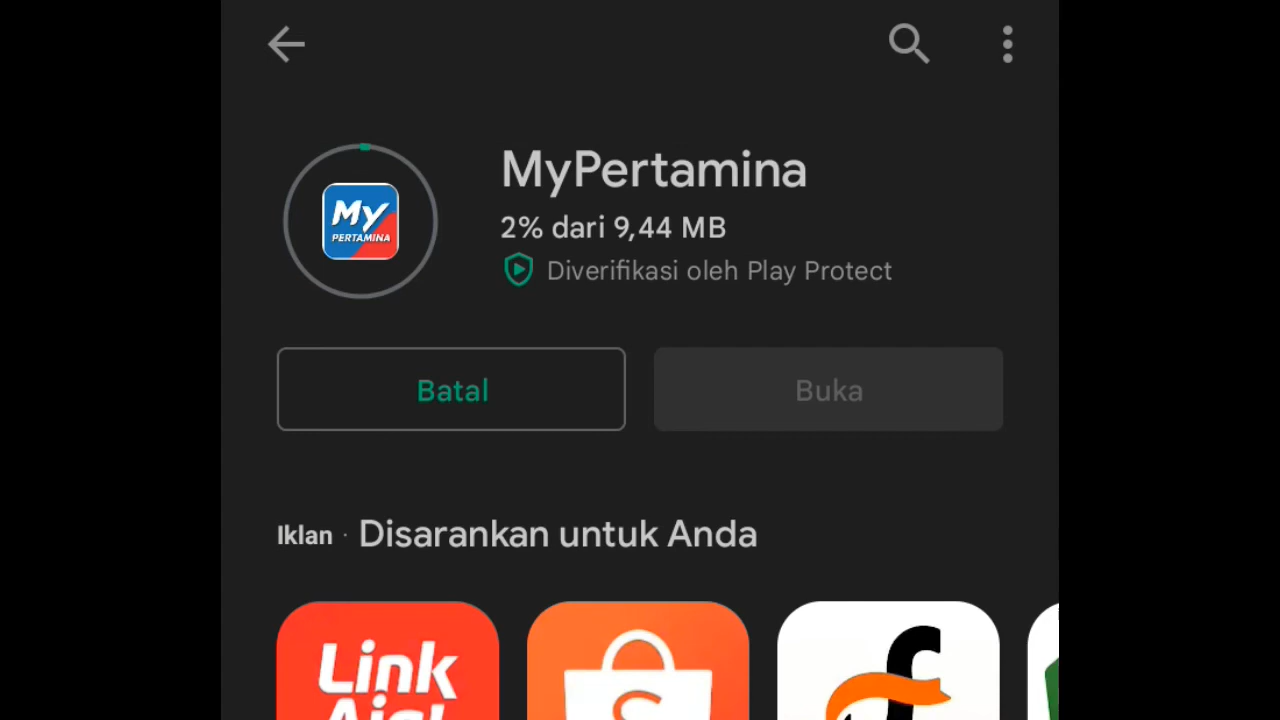 MyPertamina
My
PERTAMINA
2% dari 9,44 MB
Diverifikasi oleh Play Protect
Batal
Buka
Iklan · Disarankan untuk Anda
Link
Aja!
S
f